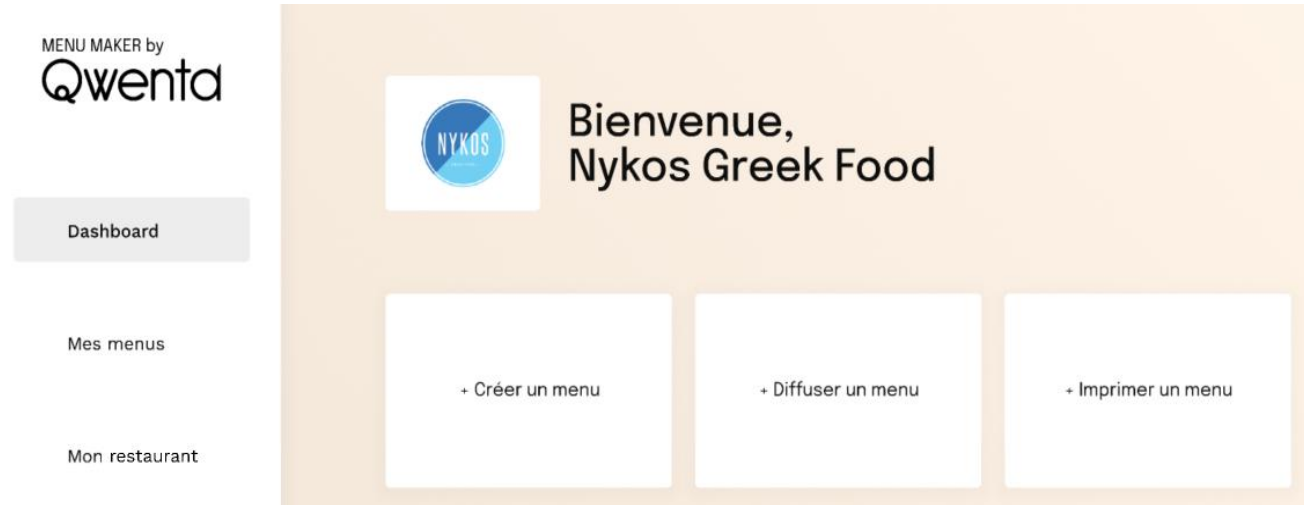 MENU MAKER by
Qwenta
Dashboard
Mes menus
Mon restaurant
NYKOS
Bienvenue,
Nykos Greek Food
+ Créer un menu
+ Diffuser un menu
+ Imprimer un menu